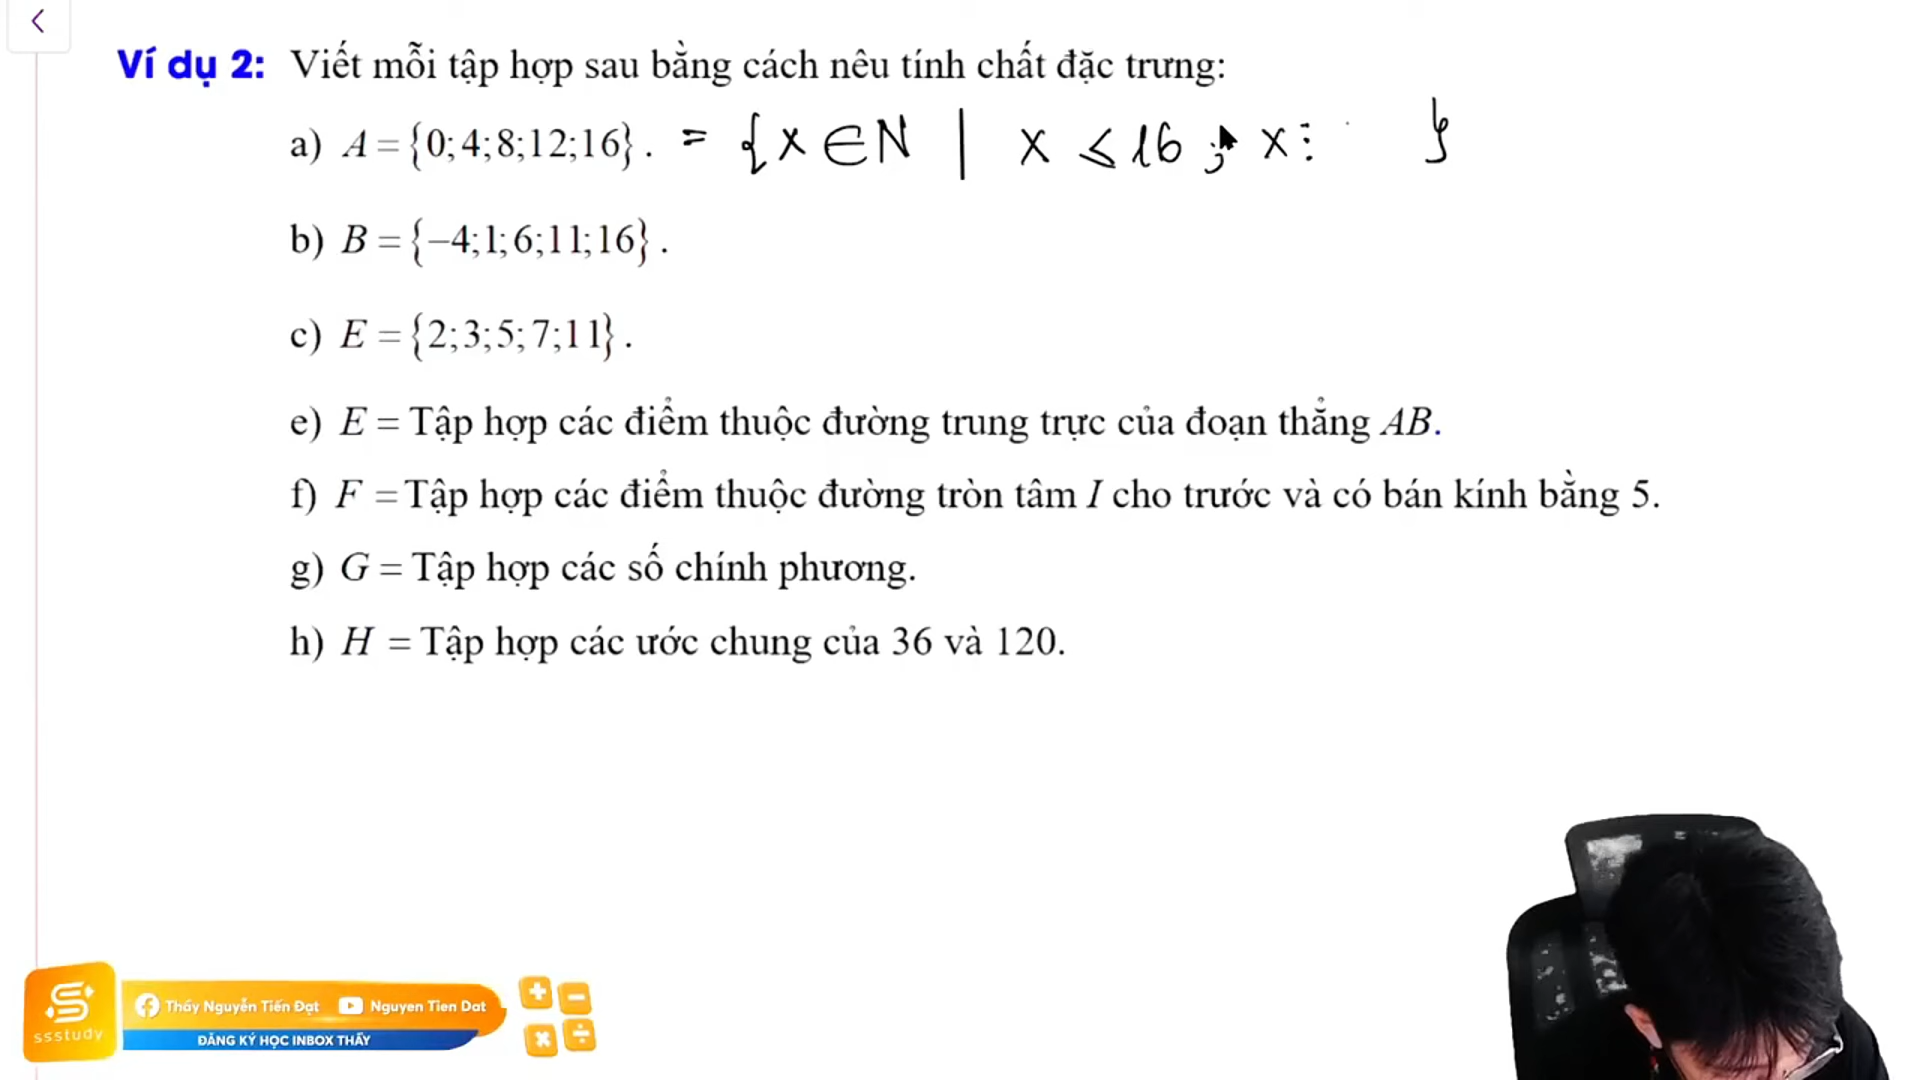 Ví dụ 2: Viết mỗi tập hợp sau bằng cách nêu tính chất đặc trưng:
a) A = {0;4;8;12;16}. = {x ∈ N | x ≤ 16 ; x ⋮ }
b) B = {−4;1;6;11;16}.
c) E = {2;3;5;7;11}.
e) E = Tập hợp các điểm thuộc đường trung trực của đoạn thẳng AB.
f) F = Tập hợp các điểm thuộc đường tròn tâm I cho trước và có bán kính bằng 5.
g) G = Tập hợp các số chính phương.
h) H = Tập hợp các ước chung của 36 và 120.
ssstudy
Thầy Nguyễn Tiến Đạt Nguyen Tien Dat
ĐĂNG KÝ HỌC INBOX THẦY